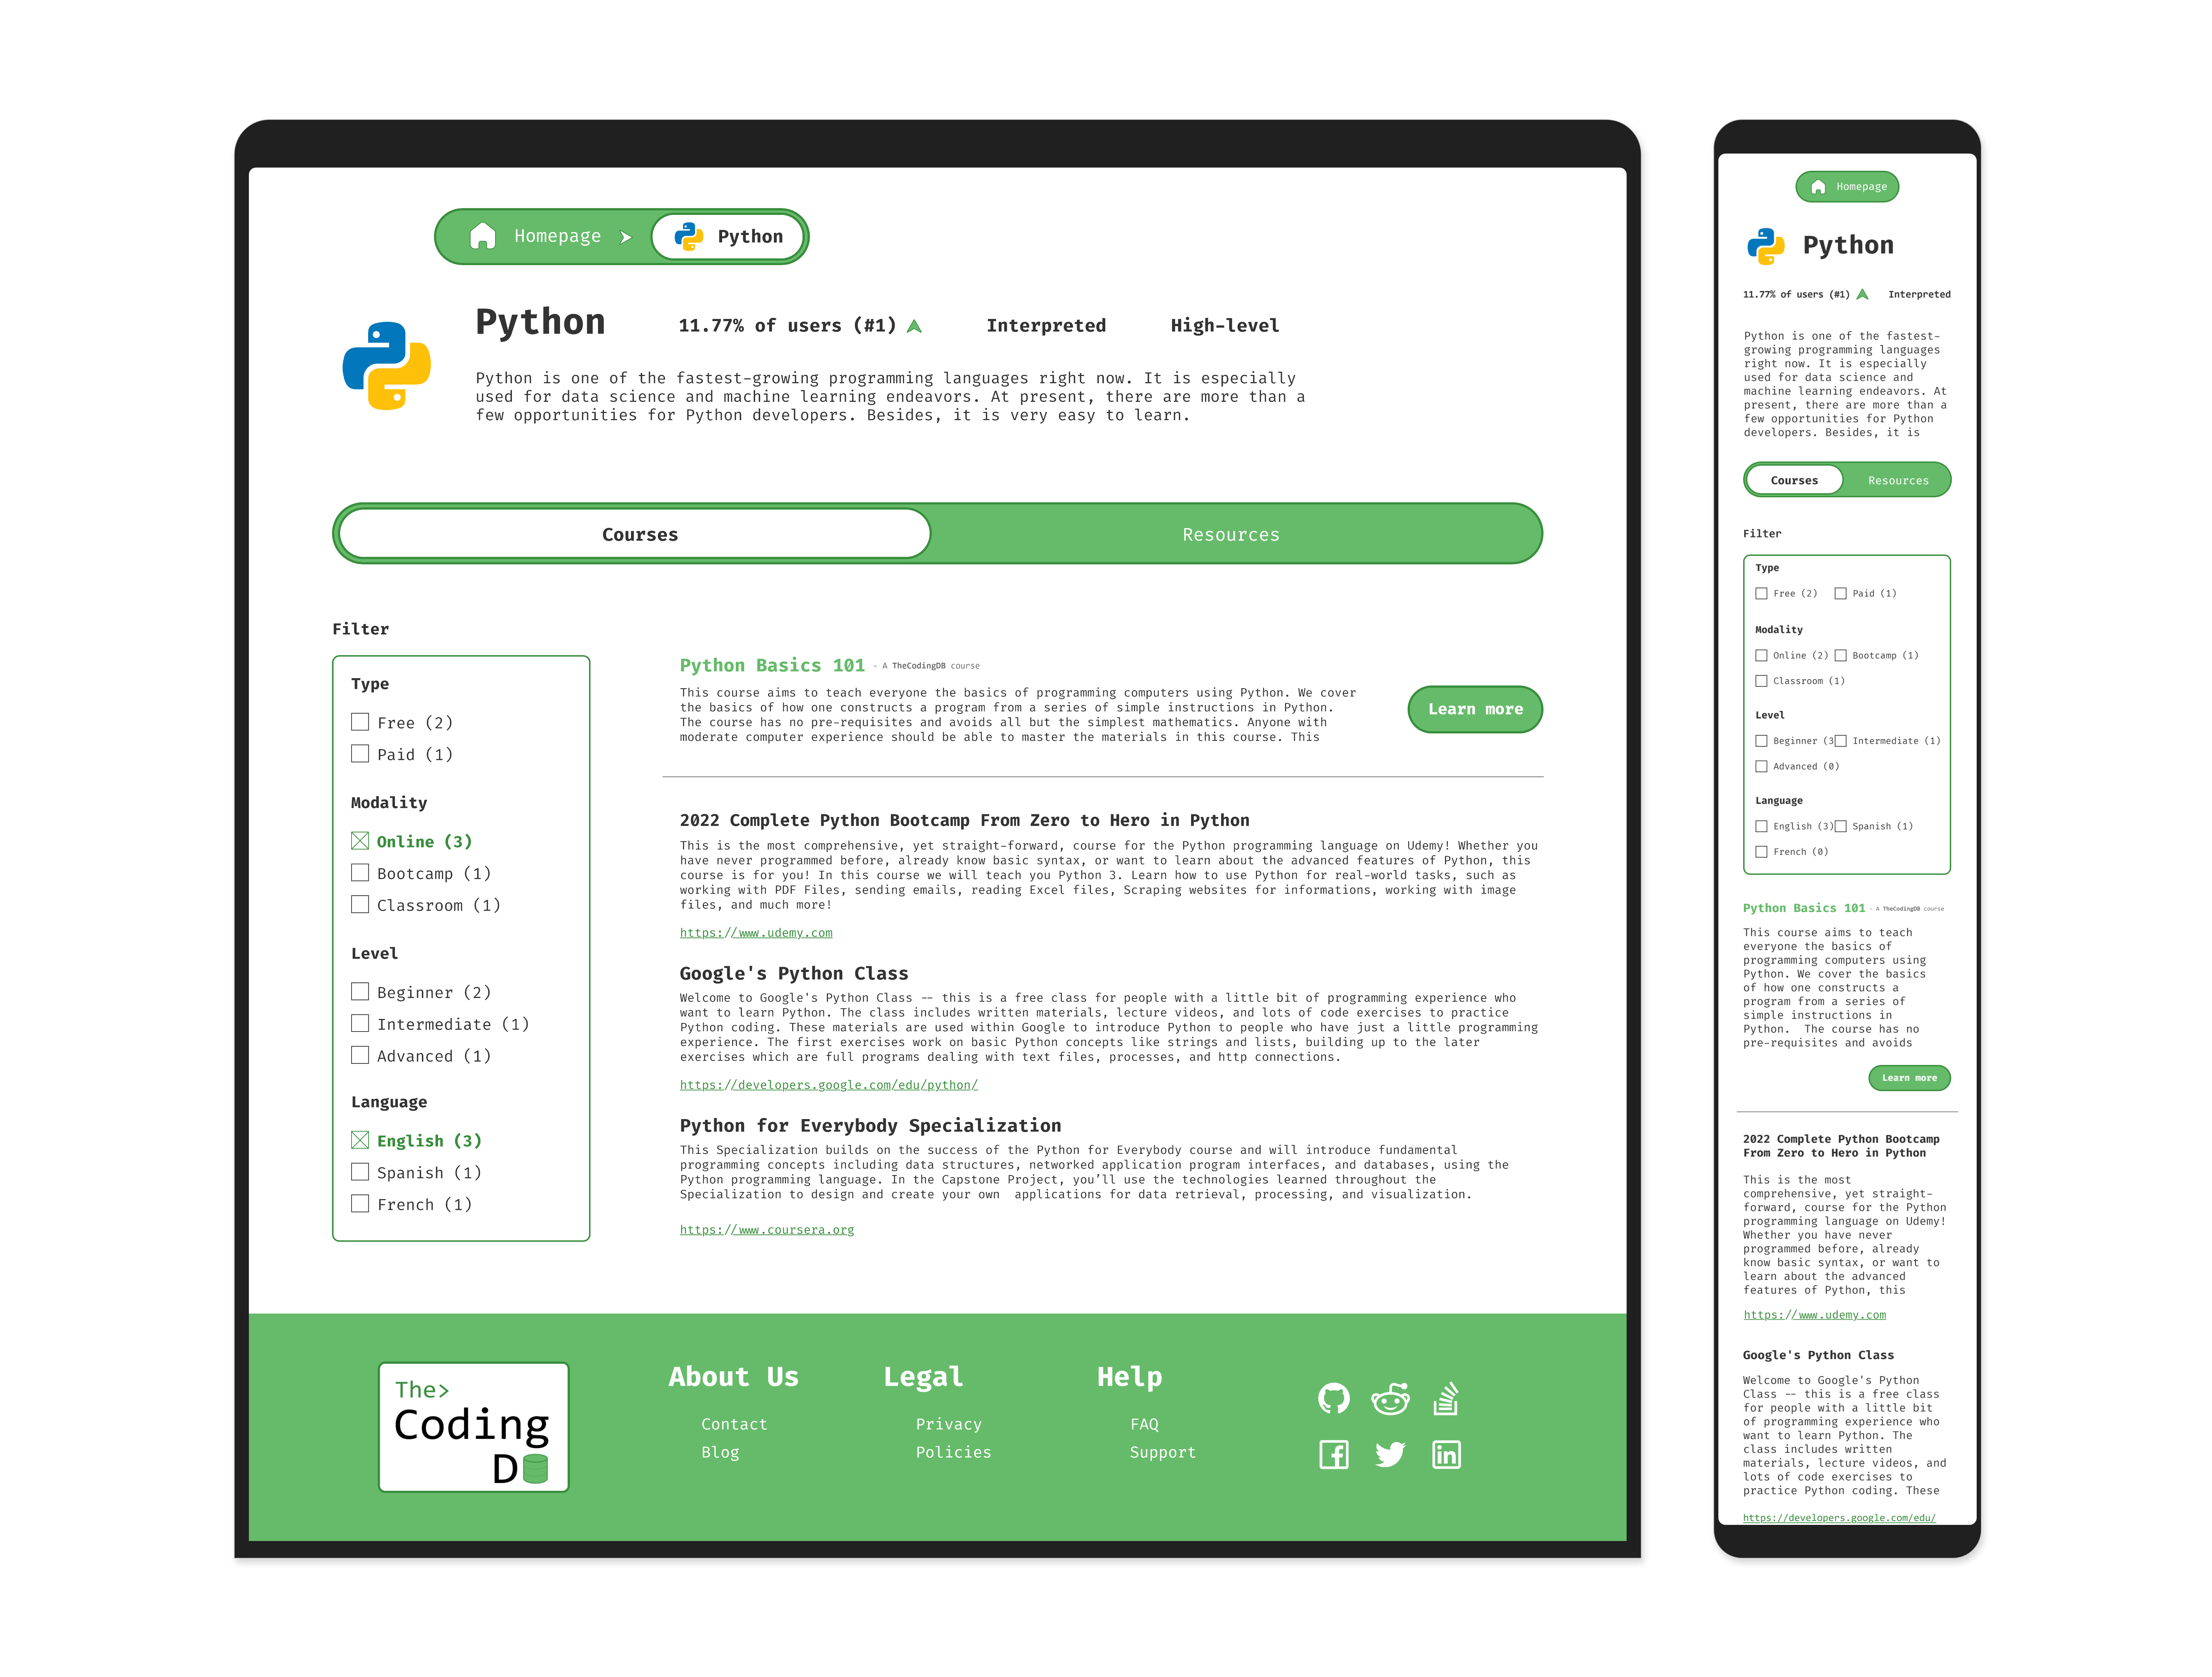 Homepage
Python
Python
11.77% of users (#1)
Interpreted
High-level
Python is one of the fastest-growing programming languages right now. It is especially
used for data science and machine learning endeavors. At present, there are more than a
few opportunities for Python developers. Besides, it is very easy to learn.
Courses
Resources
Filter
Type
Free (2)
Paid (1)
Modality
Online (3)
Bootcamp (1)
Classroom (1)
Level
Beginner (2)
Intermediate (1)
Advanced (1)
Language
English (3)
Spanish (1)
French (1)
Python Basics 101 - A TheCodingDB course
This course aims to teach everyone the basics of programming computers using Python. We cover
the basics of how one constructs a program from a series of simple instructions in Python.
The course has no pre-requisites and avoids all but the simplest mathematics. Anyone with
moderate computer experience should be able to master the materials in this course. This
Learn more
2022 Complete Python Bootcamp From Zero to Hero in Python
This is the most comprehensive, yet straight-forward, course for the Python programming language on Udemy! Whether you
have never programmed before, already know basic syntax, or want to learn about the advanced features of Python, this
course is for you! In this course we will teach you Python 3. Learn how to use Python for real-world tasks, such as
working with PDF Files, sending emails, reading Excel files, Scraping websites for informations, working with image
files, and much more!
https://www.udemy.com
Google's Python Class
Welcome to Google's Python Class -- this is a free class for people with a little bit of programming experience who
want to learn Python. The class includes written materials, lecture videos, and lots of code exercises to practice
Python coding. These materials are used within Google to introduce Python to people who have just a little programming
experience. The first exercises work on basic Python concepts like strings and lists, building up to the later
exercises which are full programs dealing with text files, processes, and http connections.
https://developers.google.com/edu/python/
Python for Everybody Specialization
This Specialization builds on the success of the Python for Everybody course and will introduce fundamental
programming concepts including data structures, networked application program interfaces, and databases, using the
Python programming language. In the Capstone Project, you’ll use the technologies learned throughout the
Specialization to design and create your own  applications for data retrieval, processing, and visualization.
https://www.coursera.org
The>
Coding
D
About Us
Contact
Blog
Legal
Privacy
Policies
Help
FAQ
Support
Homepage
Python
11.77% of users (#1)
Interpreted
Python is one of the fastest-
growing programming languages
right now. It is especially
used for data science and
machine learning endeavors. At
present, there are more than a
few opportunities for Python
developers. Besides, it is
Courses
Resources
Filter
Type
Free (2)
Paid (1)
Modality
Online (2)
Bootcamp (1)
Classroom (1)
Level
Beginner (3
Intermediate (1)
Advanced (0)
Language
English (3)
Spanish (1)
French (0)
Python Basics 101 - A TheCodingDB course
This course aims to teach
everyone the basics of
programming computers using
Python. We cover the basics
of how one constructs a
program from a series of
simple instructions in
Python.  The course has no
pre-requisites and avoids
Learn more
2022 Complete Python Bootcamp
From Zero to Hero in Python
This is the most
comprehensive, yet straight-
forward, course for the Python
programming language on Udemy!
Whether you have never
programmed before, already
know basic syntax, or want to
learn about the advanced
features of Python, this
https://www.udemy.com
Google's Python Class
Welcome to Google's Python
Class -- this is a free class
for people with a little bit
of programming experience who
want to learn Python. The
class includes written
materials, lecture videos, and
lots of code exercises to
practice Python coding. These
https://developers.google.com/edu/